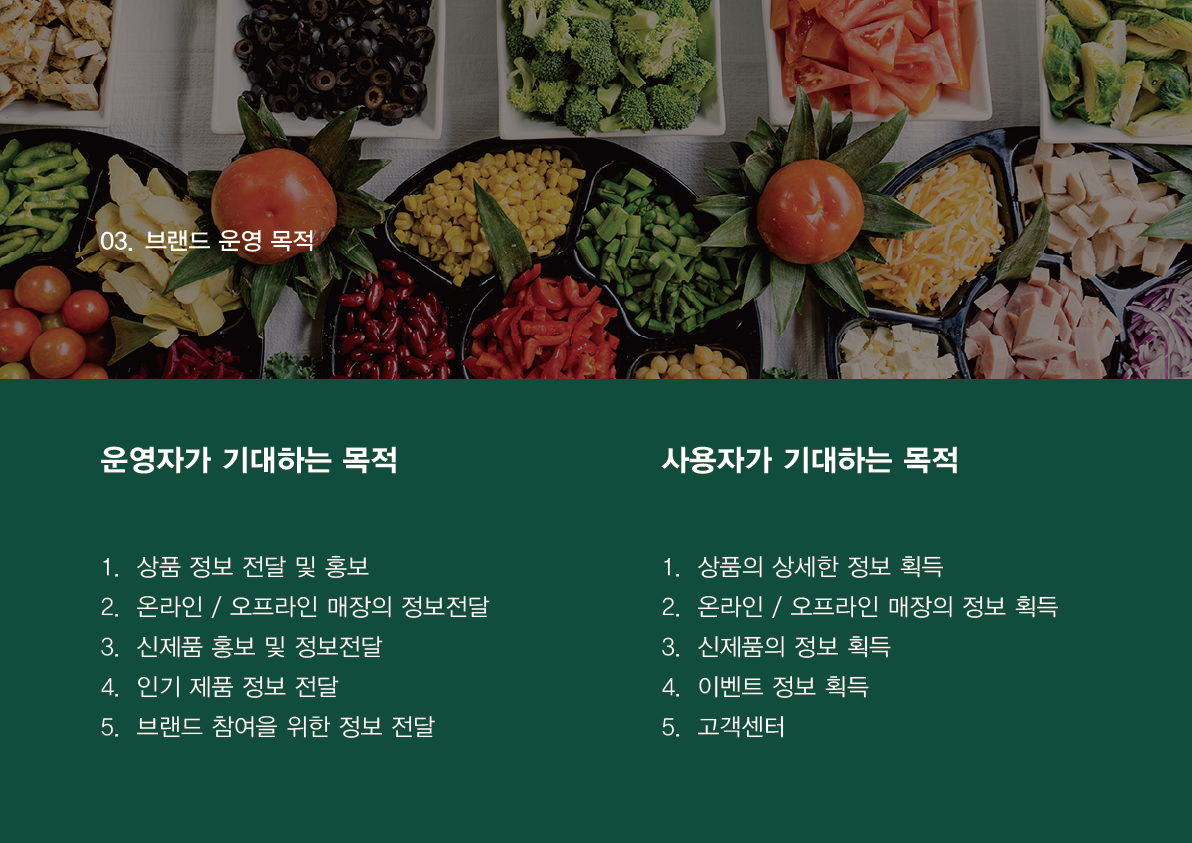 03. 브랜드 운영 목적
운영자가 기대하는 목적
1. 상품 정보 전달 및 홍보
2. 온라인 / 오프라인 매장의 정보전달
3. 신제품 홍보 및 정보전달
4. 인기 제품 정보 전달
5. 브랜드 참여을 위한 정보 전달
사용자가 기대하는 목적
1. 상품의 상세한 정보 획득
2. 온라인 / 오프라인 매장의 정보 획득
3. 신제품의 정보 획득
4. 이벤트 정보 획득
5. 고객센터